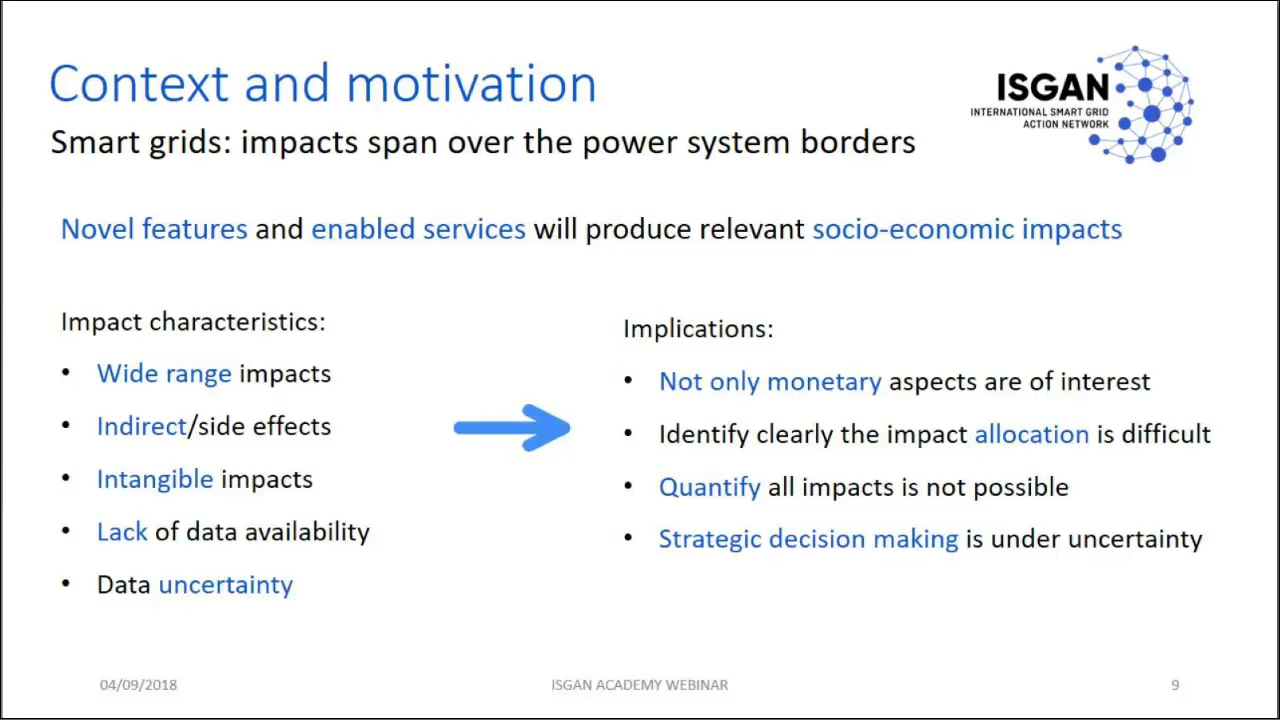 Context and motivation
Smart grids: impacts span over the power system borders
ISGAN
INTERNATIONAL SMART GRID
ACTION NETWORK
Novel features and enabled services will produce relevant socio-economic impacts
Impact characteristics:
• Wide range impacts
• Indirect/side effects
• Intangible impacts
• Lack of data availability
• Data uncertainty
Implications:
• Not only monetary aspects are of interest
• Identify clearly the impact allocation is difficult
• Quantify all impacts is not possible
• Strategic decision making is under uncertainty
04/09/2018
ISGAN ACADEMY WEBINAR
9